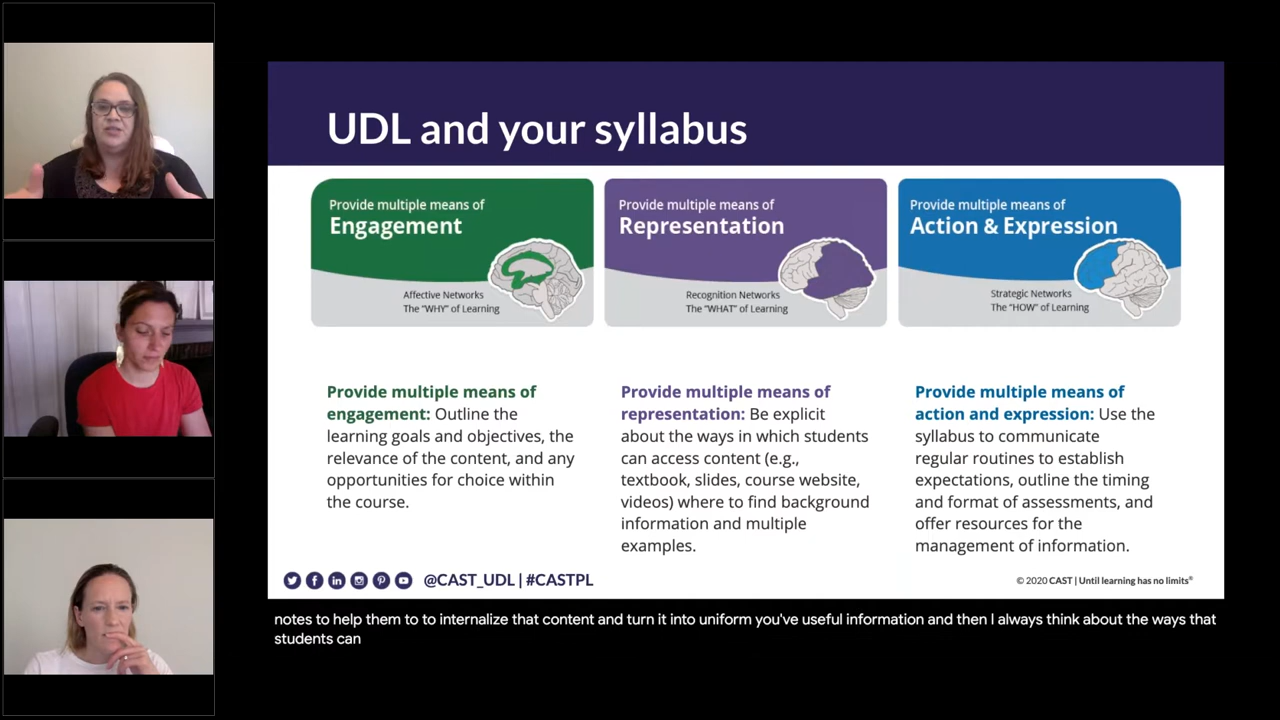 UDL and your syllabus
Provide multiple means of
Engagement
Affective Networks
The "WHY" of Learning
Provide multiple means of
Representation
Recognition Networks
The "WHAT" of Learning
Provide multiple means of
Action & Expression
Strategic Networks
The "HOW" of Learning
Provide multiple means of
engagement: Outline the
learning goals and objectives, the
relevance of the content, and any
opportunities for choice within
the course.
Provide multiple means of
representation: Be explicit
about the ways in which students
can access content (e.g.,
textbook, slides, course website,
videos) where to find background
information and multiple
examples.
Provide multiple means of
action and expression: Use the
syllabus to communicate
regular routines to establish
expectations, outline the timing
and format of assessments, and
offer resources for the
management of information.
@CAST_UDL | #CASTPL
© 2020 CAST | Until learning has no limits®
notes to help them to to internalize that content and turn it into uniform you've useful information and then I always think about the ways that
students can